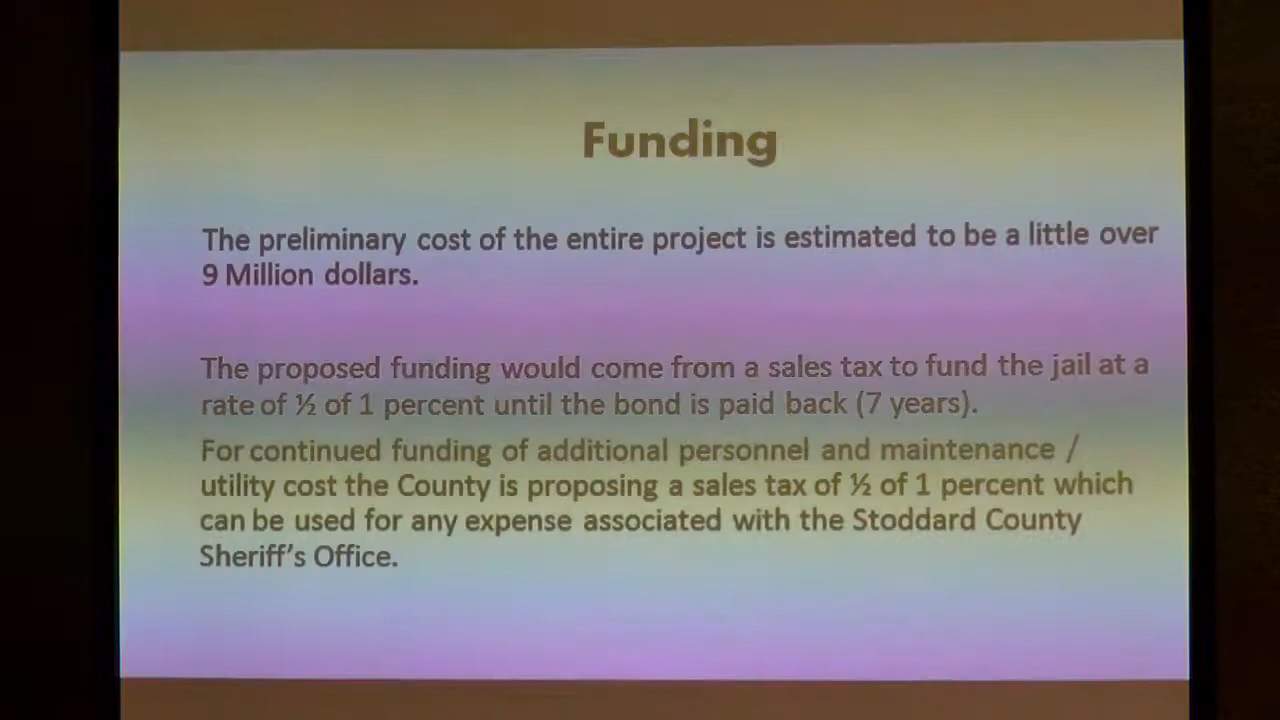 Funding
The preliminary cost of the entire project is estimated to be a little over
9 Million dollars.
The proposed funding would come from a sales tax to fund the jail at a
rate of ½ of 1 percent until the bond is paid back (7 years).
For continued funding of additional personnel and maintenance /
utility cost the County is proposing a sales tax of ½ of 1 percent which
can be used for any expense associated with the Stoddard County
Sheriff's Office.